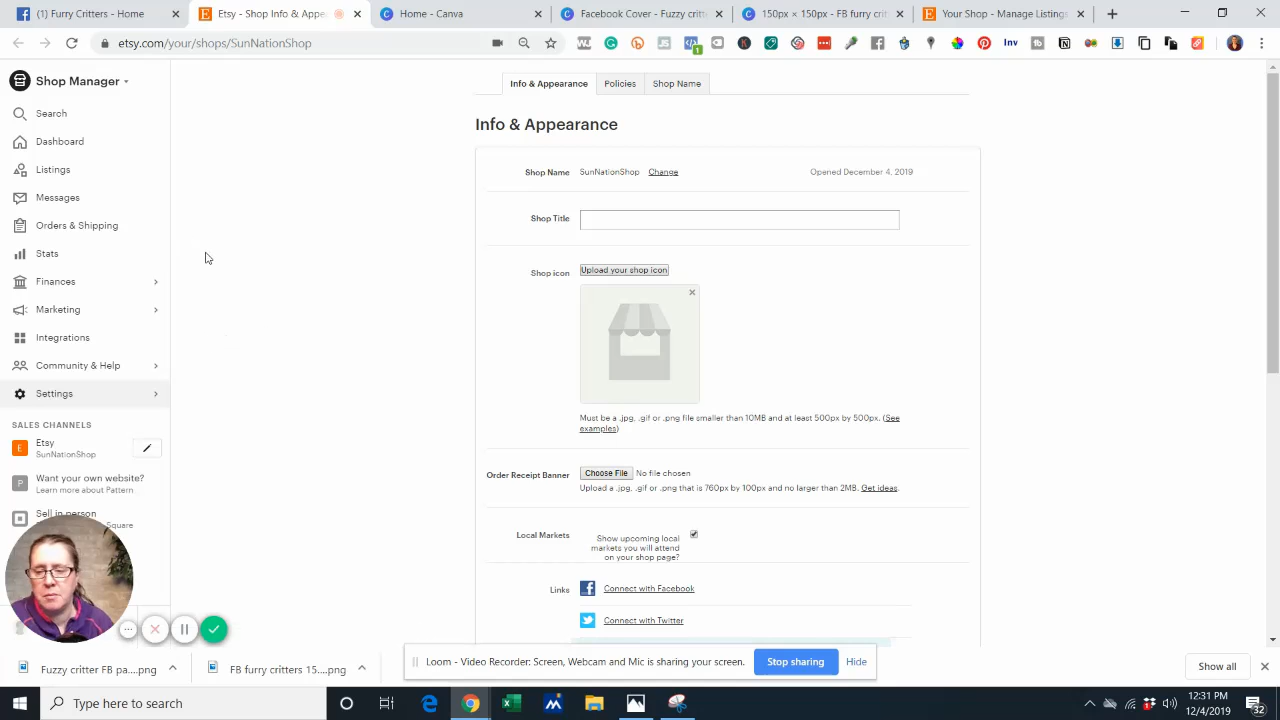 (1) Furry Critters - Home
Etsy - Shop Info & Appe
Home - Canva
Facebook Cover - Fuzzy critt
150px × 150px - FB furry crit
Your Shop - Manage Listings
etsy.com/your/shops/SunNationShop
Inv
Shop Manager
Search
Dashboard
Listings
Messages
Orders & Shipping
Stats
Finances
Marketing
Integrations
Community & Help
Settings
SALES CHANNELS
E
Etsy
SunNationShop
P
Want your own website?
Learn more about Pattern
Sell in person
Square
Info & Appearance
Policies
Shop Name
Info & Appearance
Shop Name
SunNationShop
Change
Opened December 4, 2019
Shop Title
Shop icon
Upload your shop icon
Must be a .jpg, .gif or .png file smaller than 10MB and at least 500px by 500px. (See
examples)
Order Receipt Banner
Choose File
No file chosen
Upload a .jpg, .gif or .png that is 760px by 100px and no larger than 2MB. Get ideas.
Local Markets
Show upcoming local
markets you will attend
on your shop page?
Links
Connect with Facebook
Connect with Twitter
Loom - Video Recorder: Screen, Webcam and Mic is sharing your screen.
Stop sharing
Hide
Fuzzy critter FB pa....png
FB furry critters 15....png
Show all
Type here to search
12:31 PM
12/4/2019
32